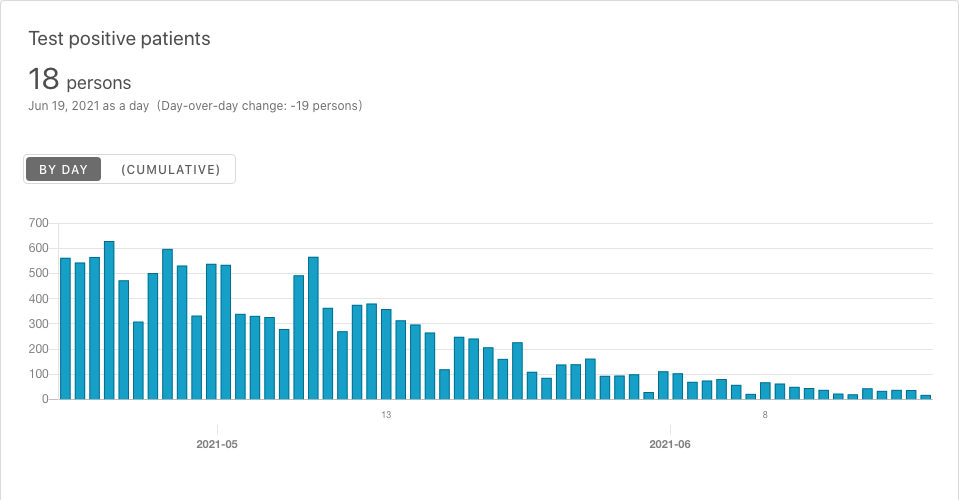 Test positive patients
18 persons
Jun 19, 2021 as a day (Day-over-day change: -19 persons)
BY DAY (CUMULATIVE)
700
600
500
400
300
200
100
0
13 8
2021-05 2021-06